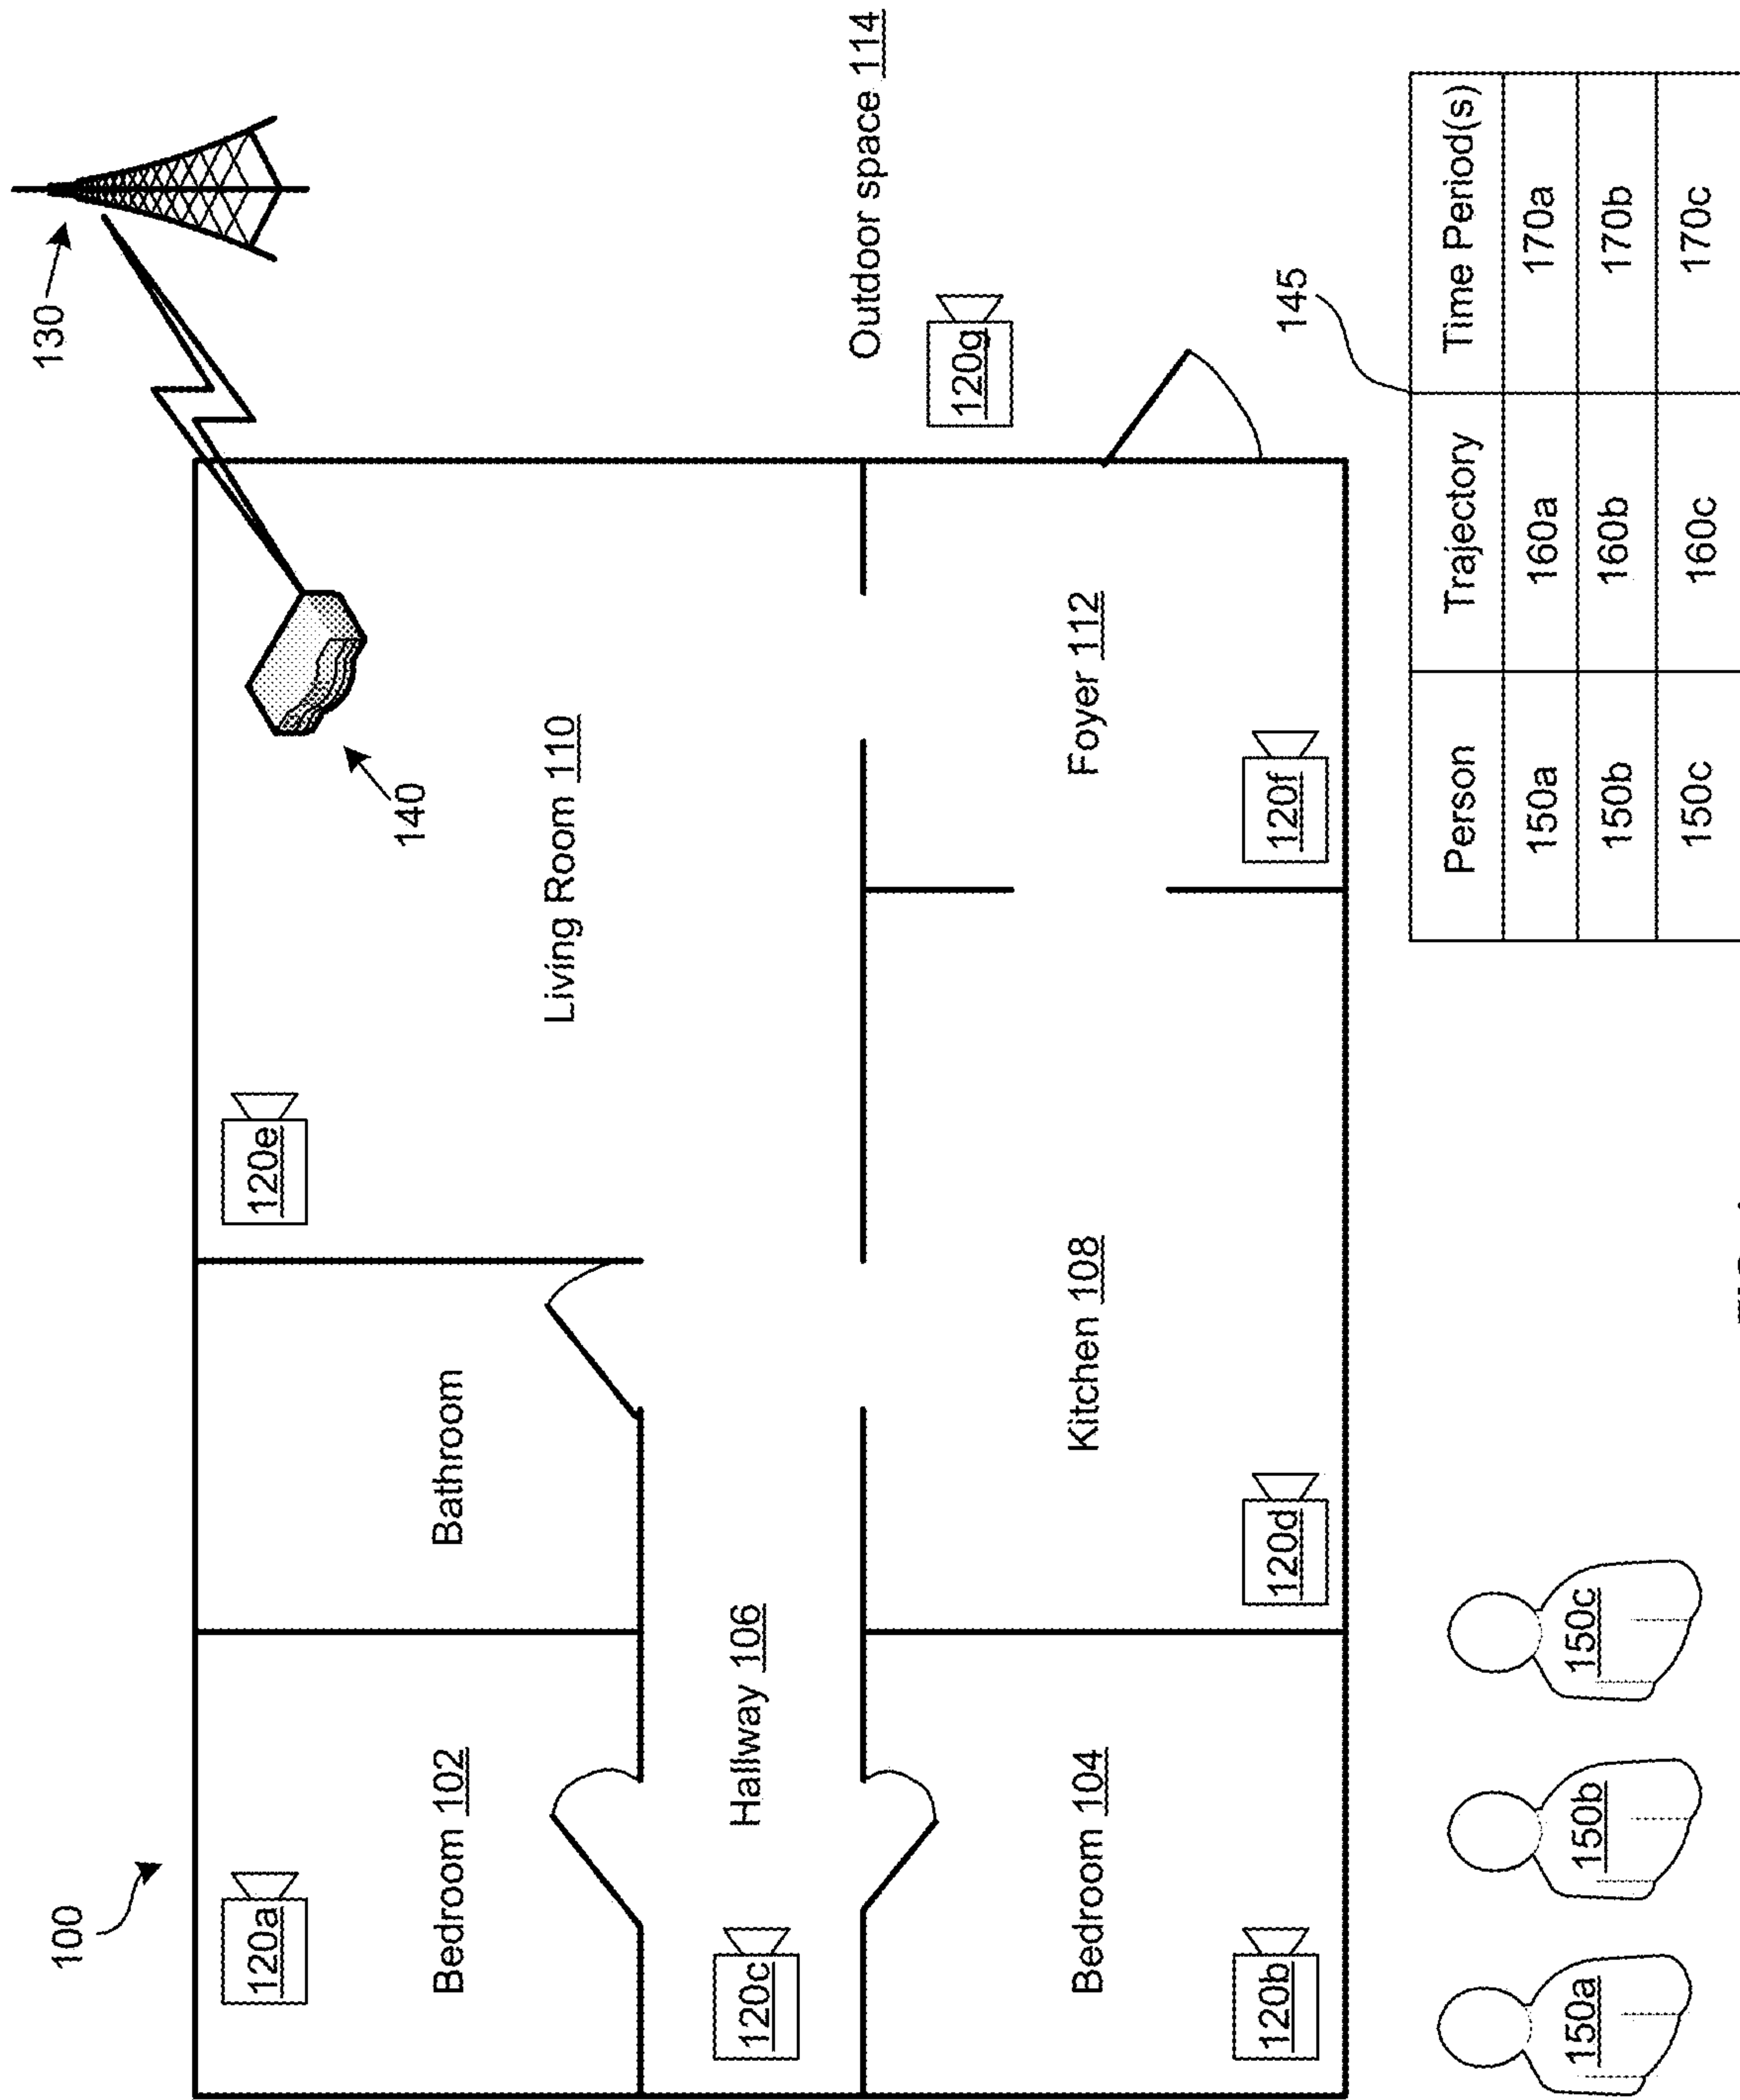 100
130
140
Bedroom 102
120a
Bathroom
120e
Living Room 110
Hallway 106
120c
Outdoor space 114
120g
Bedroom 104
120b
Kitchen 108
120d
Foyer 112
120f
145
150a
150b
150c
Person Trajectory Time Period(s)
150a 160a 170a
150b 160b 170b
150c 160c 170c